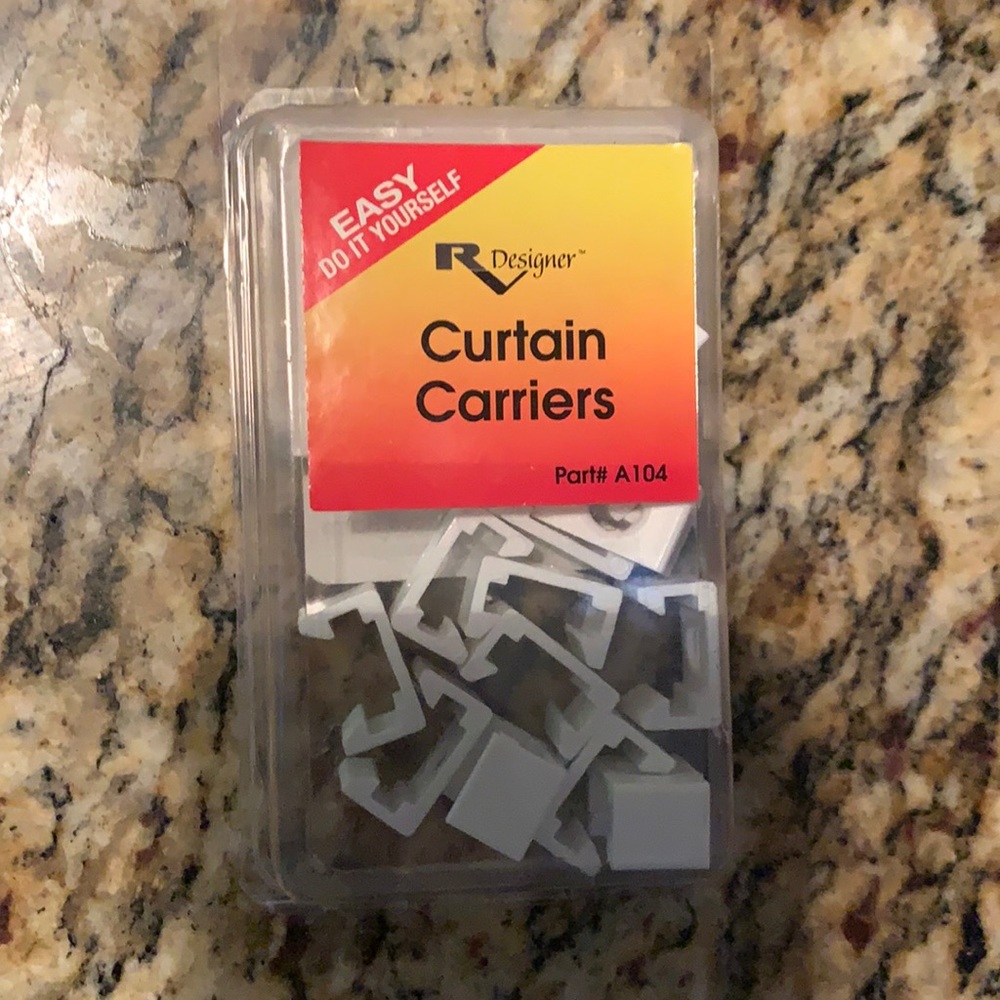 EASY
DO IT YOURSELF
RV Designer™
Curtain
Carriers
Part# A104